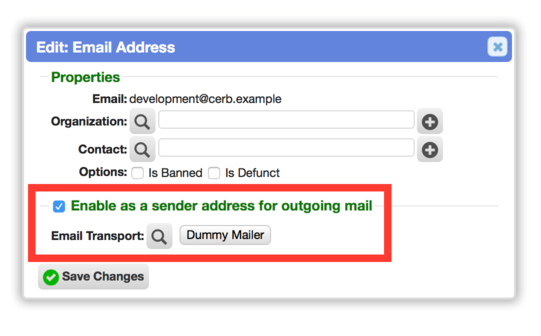 Edit: Email Address
Properties
Email: development@cerb.example
Organization:
Contact:
Options: Is Banned Is Defunct
Enable as a sender address for outgoing mail
Email Transport: Dummy Mailer
Save Changes